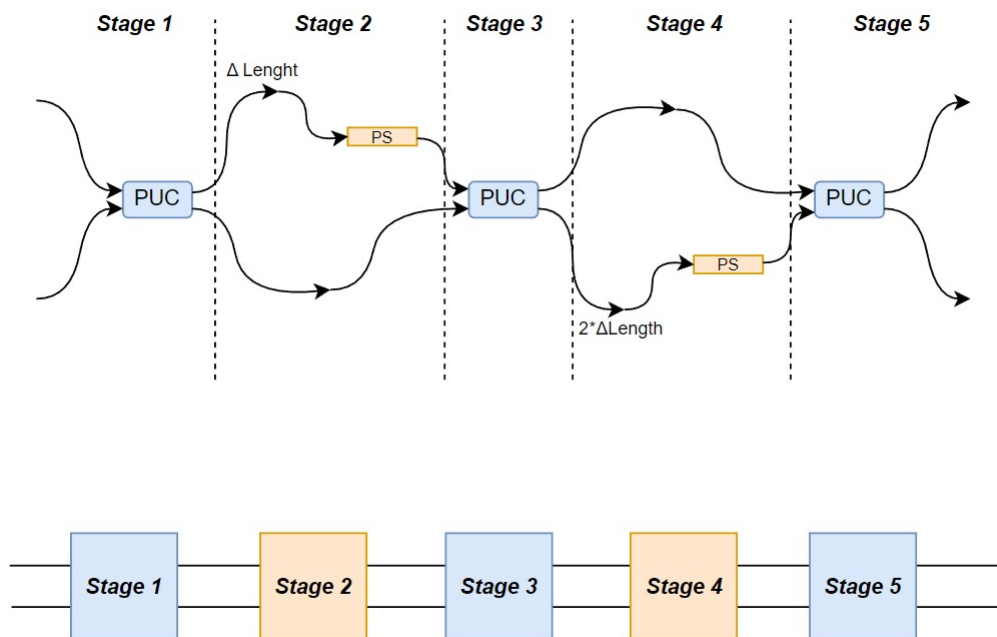 Stage 1
Stage 2
Stage 3
Stage 4
Stage 5
Δ Lenght
PS
PUC
PUC
PUC
PS
2*ΔLength
Stage 1
Stage 2
Stage 3
Stage 4
Stage 5